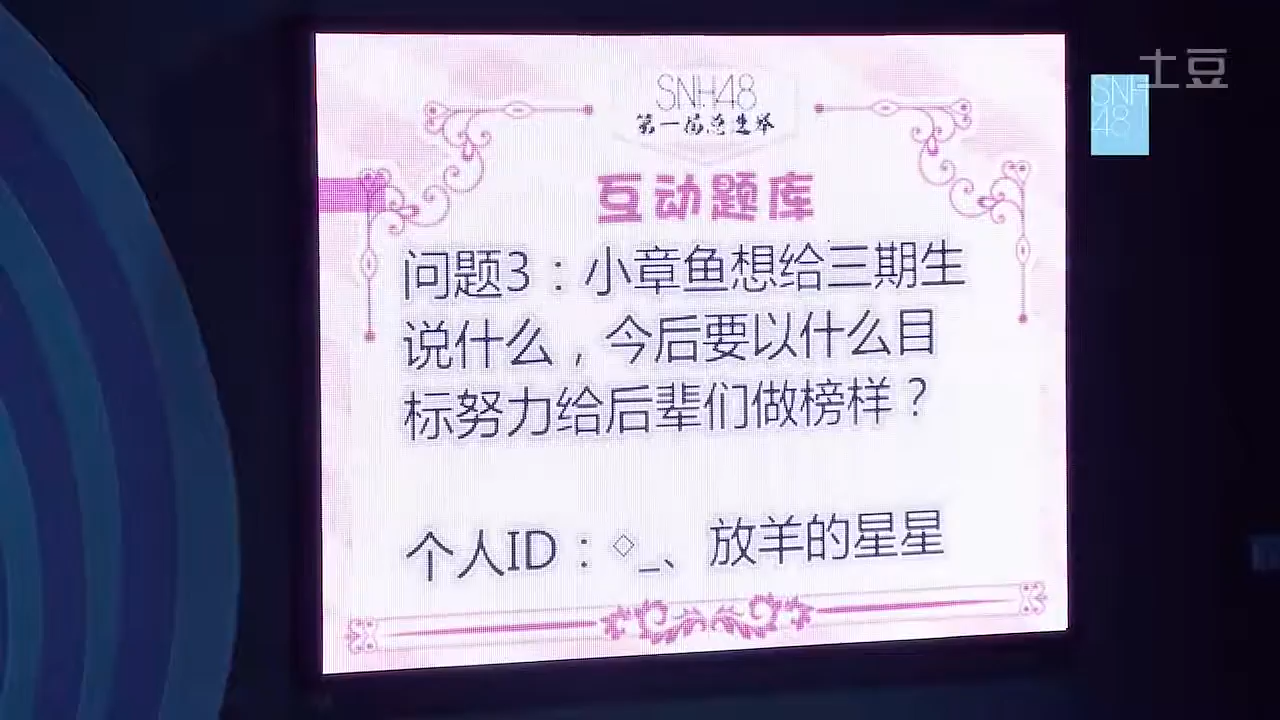 土豆
SNH
48
SNH48
第一届总选举
互动题库
问题3：小章鱼想给三期生
说什么，今后要以什么目
标努力给后辈们做榜样？
个人ID：◇_、放羊的星星